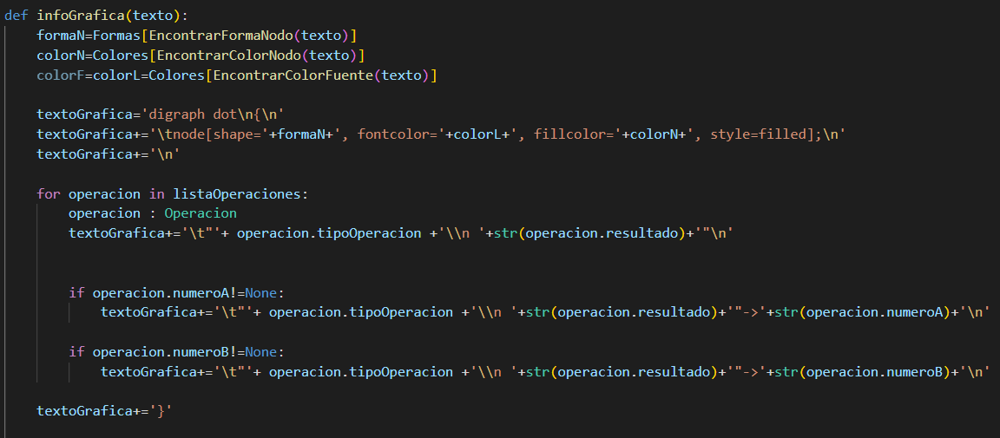 def infoGrafica(texto):
    formaN=Formas[EncontrarFormaNodo(texto)]
    colorN=Colores[EncontrarColorNodo(texto)]
    colorF=colorL=Colores[EncontrarColorFuente(texto)]
    textoGrafica='digraph dot\n{\n'
    textoGrafica+='\tnode[shape='+formaN+', fontcolor='+colorL+', fillcolor='+colorN+', style=filled];\n'
    textoGrafica+='\n'
    for operacion in listaOperaciones:
        operacion : Operacion
        textoGrafica+='\t"'+ operacion.tipoOperacion +'\\n '+str(operacion.resultado)+'"\n'
        if operacion.numeroA!=None:
            textoGrafica+='\t"'+ operacion.tipoOperacion +'\\n '+str(operacion.resultado)+'"->'+str(operacion.numeroA)+'\n'
        if operacion.numeroB!=None:
            textoGrafica+='\t"'+ operacion.tipoOperacion +'\\n '+str(operacion.resultado)+'"->'+str(operacion.numeroB)+'\n'
    textoGrafica+='}'